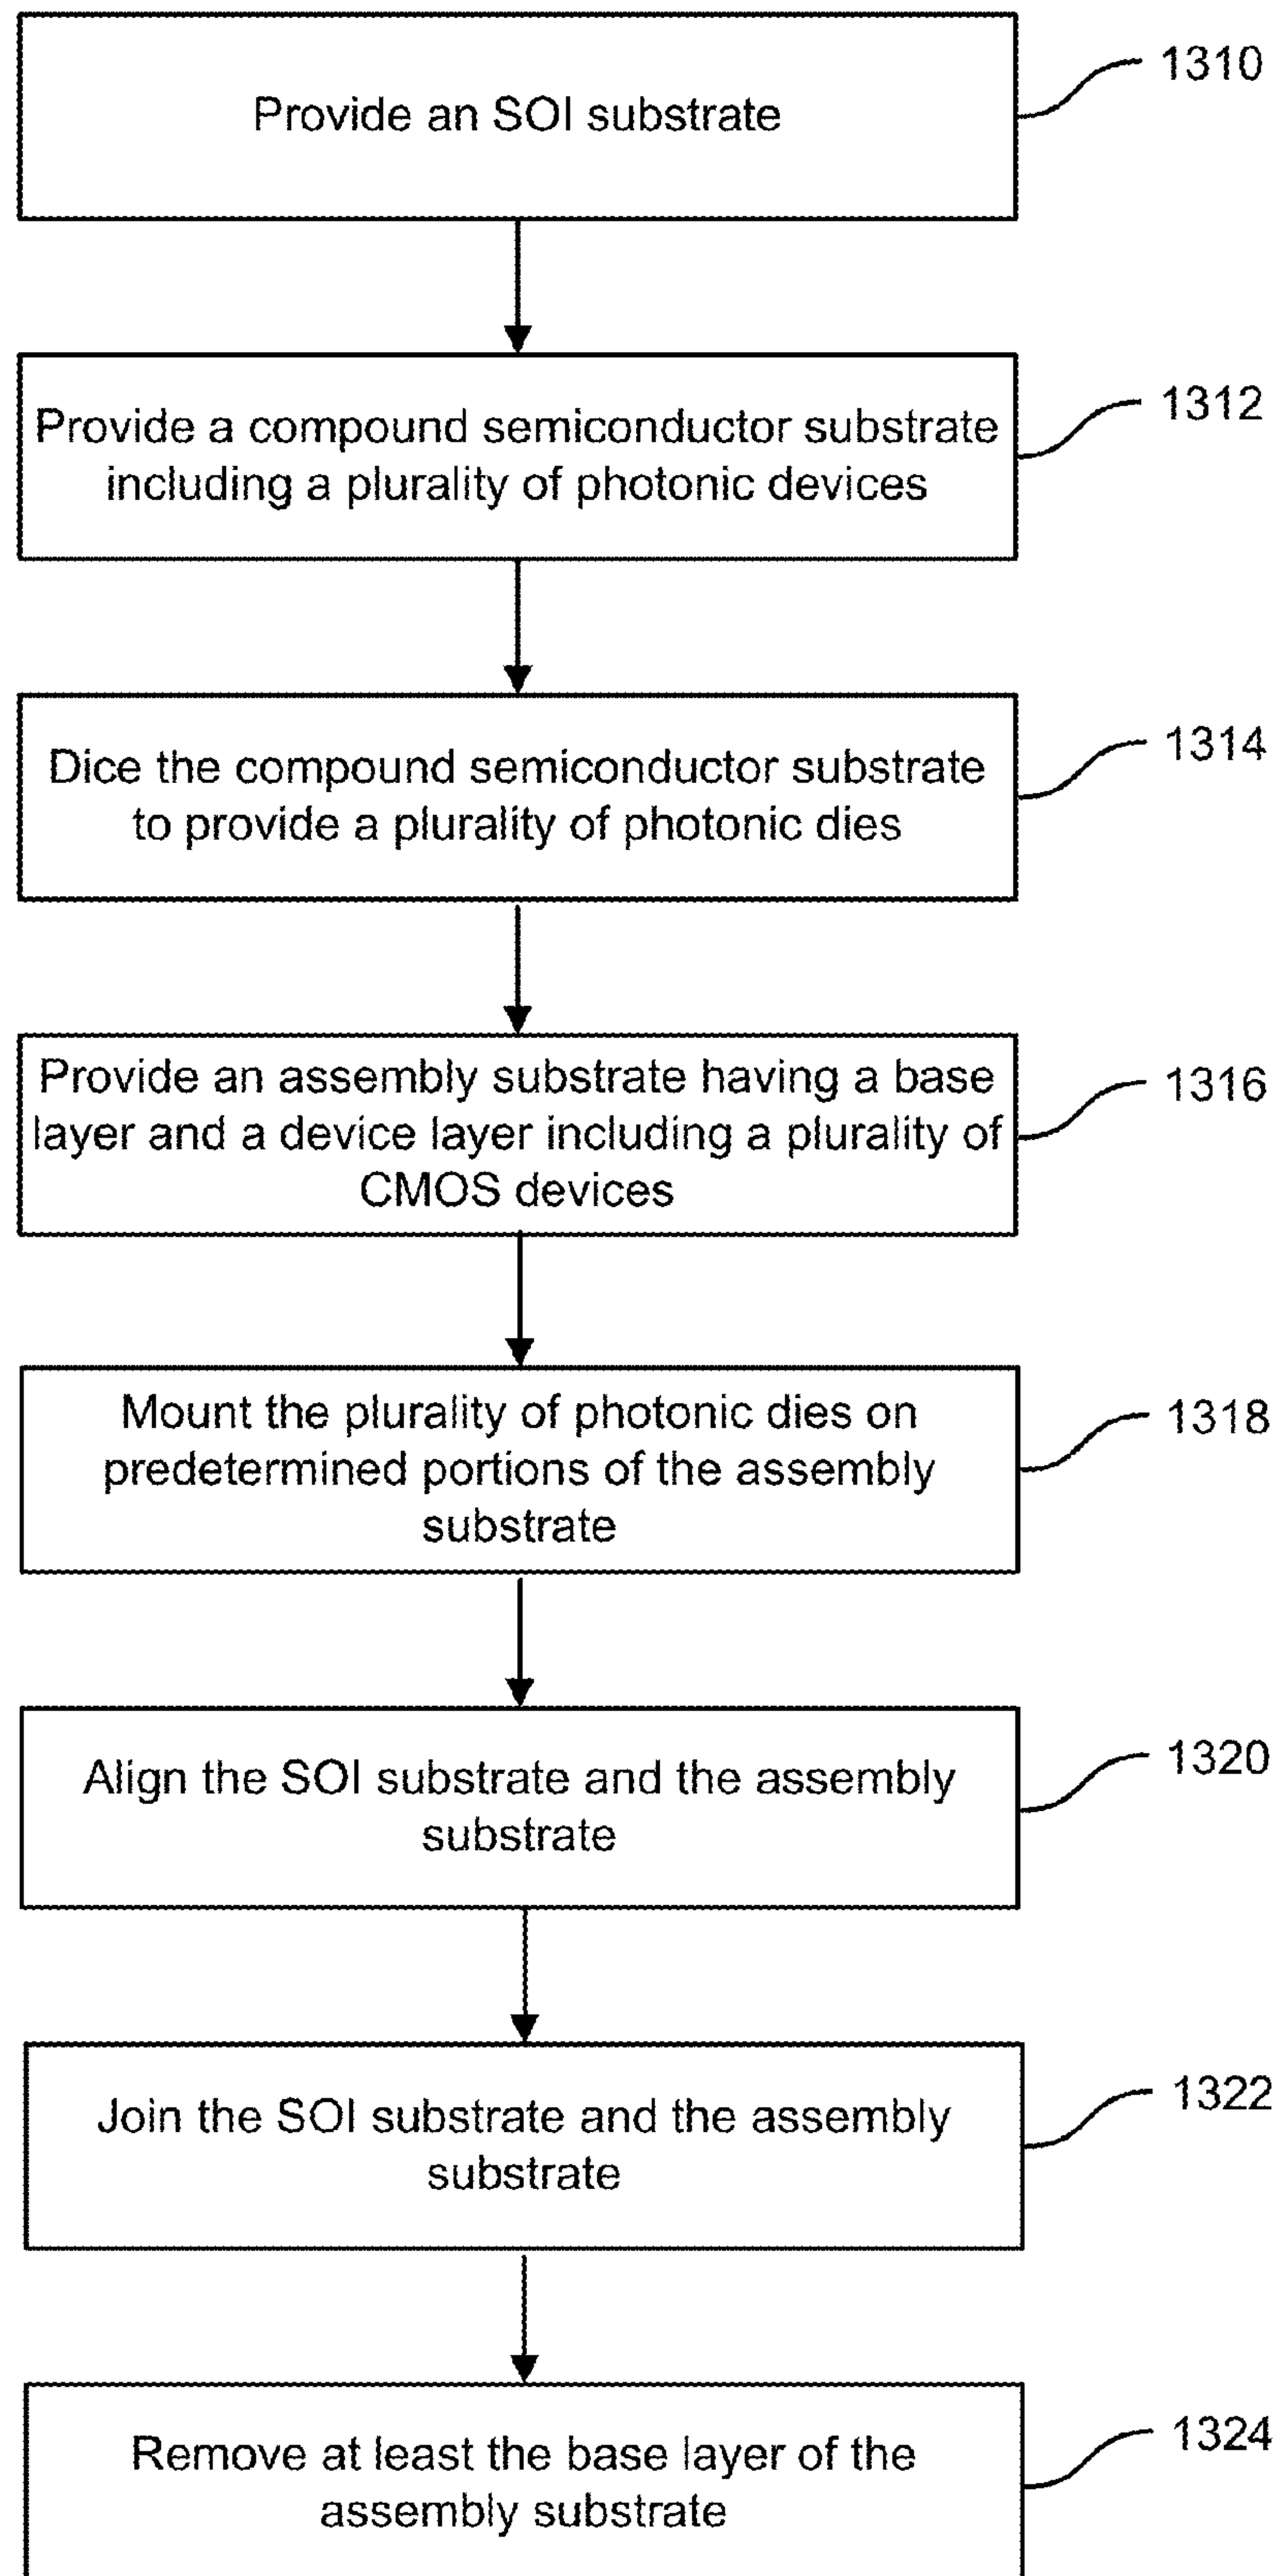 Provide an SOI substrate
1310
Provide a compound semiconductor substrate
including a plurality of photonic devices
1312
Dice the compound semiconductor substrate
to provide a plurality of photonic dies
1314
Provide an assembly substrate having a base
layer and a device layer including a plurality of
CMOS devices
1316
Mount the plurality of photonic dies on
predetermined portions of the assembly
substrate
1318
Align the SOI substrate and the assembly
substrate
1320
Join the SOI substrate and the assembly
substrate
1322
Remove at least the base layer of the
assembly substrate
1324